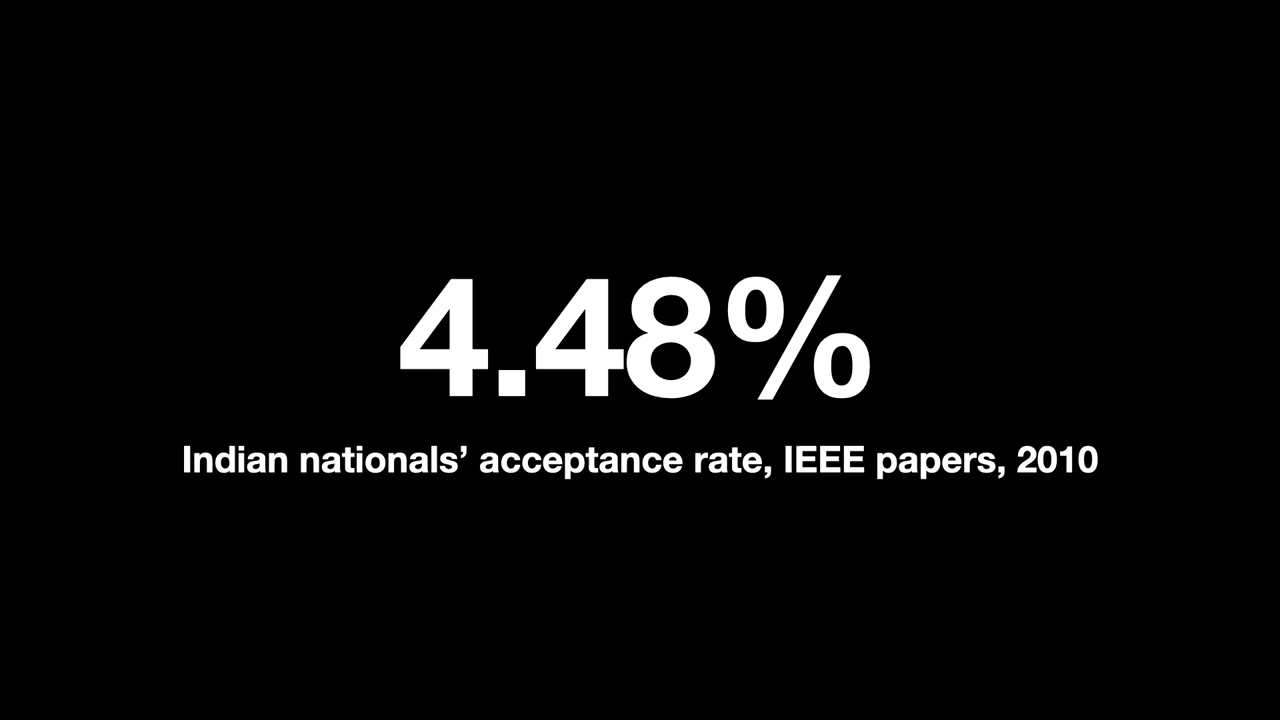 4.48%
Indian nationals’ acceptance rate, IEEE papers, 2010